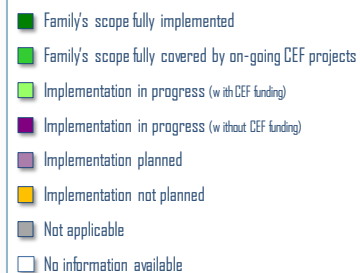 Family's scope fully implemented
Family's scope fully covered by on-going CEF projects
Implementation in progress (with CEF funding)
Implementation in progress (without CEF funding)
Implementation planned
Implementation not planned
Not applicable
No information available